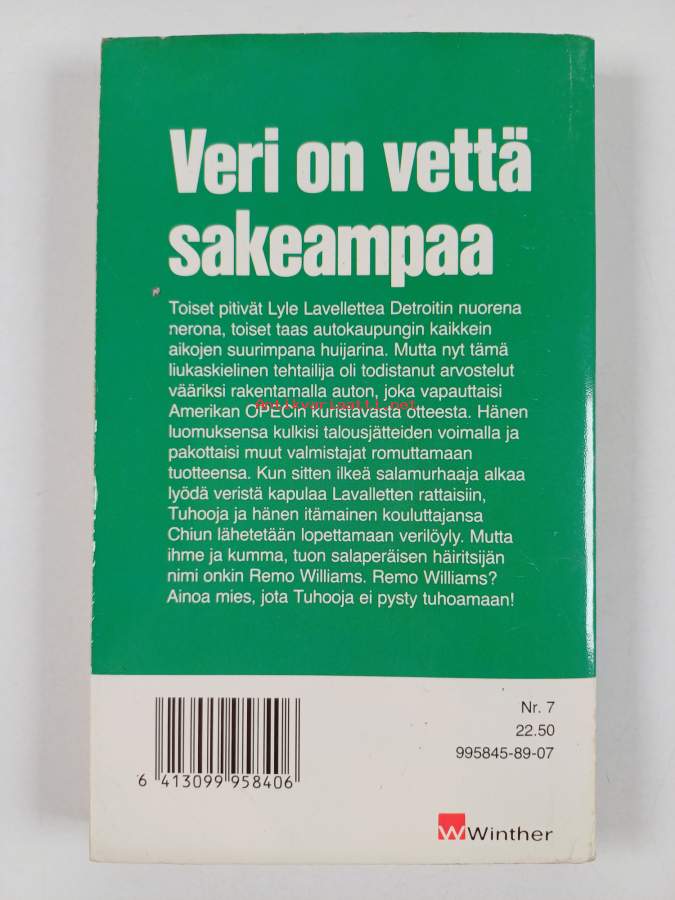 Veri on vettä
sakeampaa
Toiset pitivät Lyle Lavellettea Detroitin nuorena
nerona, toiset taas autokaupungin kaikkein
aikojen suurimpana huijarina. Mutta nyt tämä
liukaskielinen tehtailija oli todistanut arvostelut
vääriksi rakentamalla auton, joka vapauttaisi
Amerikan OPECin kuristavasta otteesta. Hänen
Antikvariaatti.net
luomuksensa kulkisi talousjätteiden voimalla ja
pakottaisi muut valmistajat romuttamaan
tuotteensa. Kun sitten ilkeä salamurhaaja alkaa
lyödä veristä kapulaa Lavalletten rattaisiin,
Tuhooja ja hänen itämainen kouluttajansa
Chiun lähetetään lopettamaan verilöyly. Mutta
ihme ja kumma, tuon salaperäisen häiritsijän
nimi onkin Remo Williams. Remo Williams?
Ainoa mies, jota Tuhooja ei pysty tuhoamaan!
6 413099 958406
Nr. 7
22.50
995845-89-07
Winther